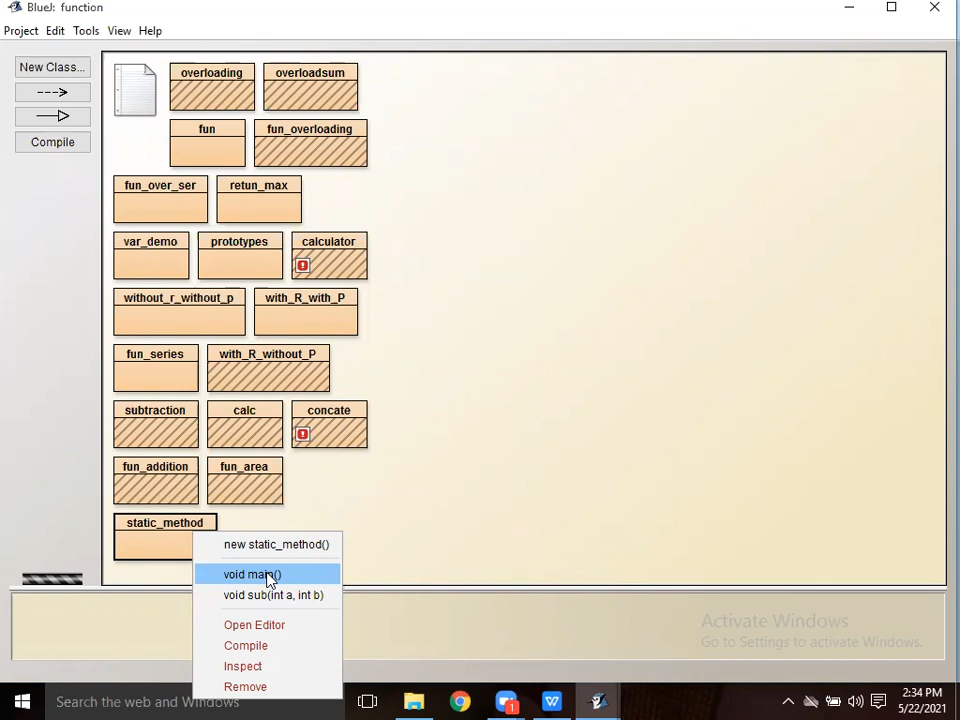 BlueJ: function
Project Edit Tools View Help
New Class...
Compile
overloading overloadsum
fun fun_overloading
fun_over_ser retun_max
var_demo prototypes calculator
without_r_without_p with_R_with_P
fun_series with_R_without_P
subtraction calc concate
fun_addition fun_area
static_method
new static_method()
void main()
void sub(int a, int b)
Open Editor
Compile
Inspect
Remove
Activate Windows
Go to Settings to activate Windows.
Search the web and Windows
1
2:34 PM
5/22/2021